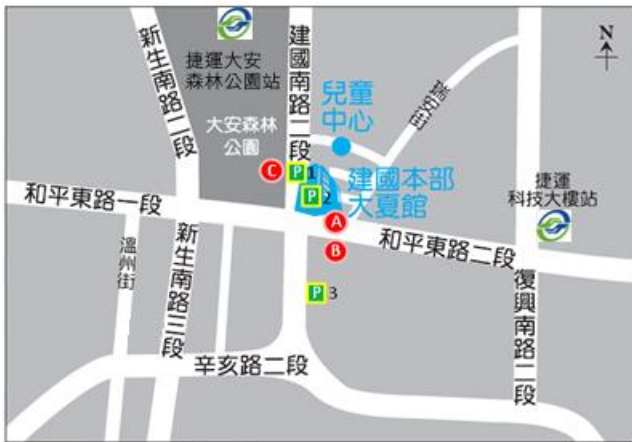 新生南路二段
捷運大安
森林公園站
建國南路二段
N
兒童
中心
瑞安街
大安森林
公園
C
P1
P2
建國本部
大夏館
捷運
科技大樓站
和平東路一段
A
B
和平東路二段
溫州街
新生南路三段
P3
復興南路二段
辛亥路二段